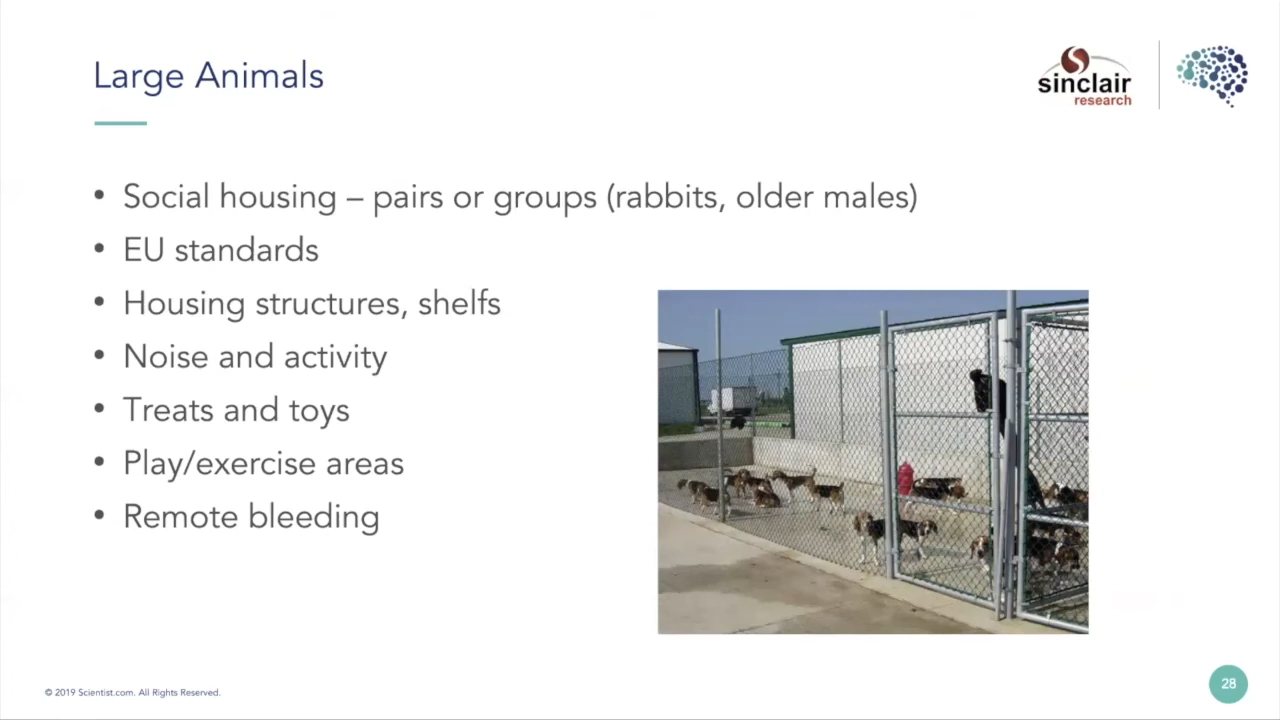 Large Animals
sinclair
research
• Social housing – pairs or groups (rabbits, older males)
• EU standards
• Housing structures, shelfs
• Noise and activity
• Treats and toys
• Play/exercise areas
• Remote bleeding
© 2019 Scientist.com. All Rights Reserved.
28